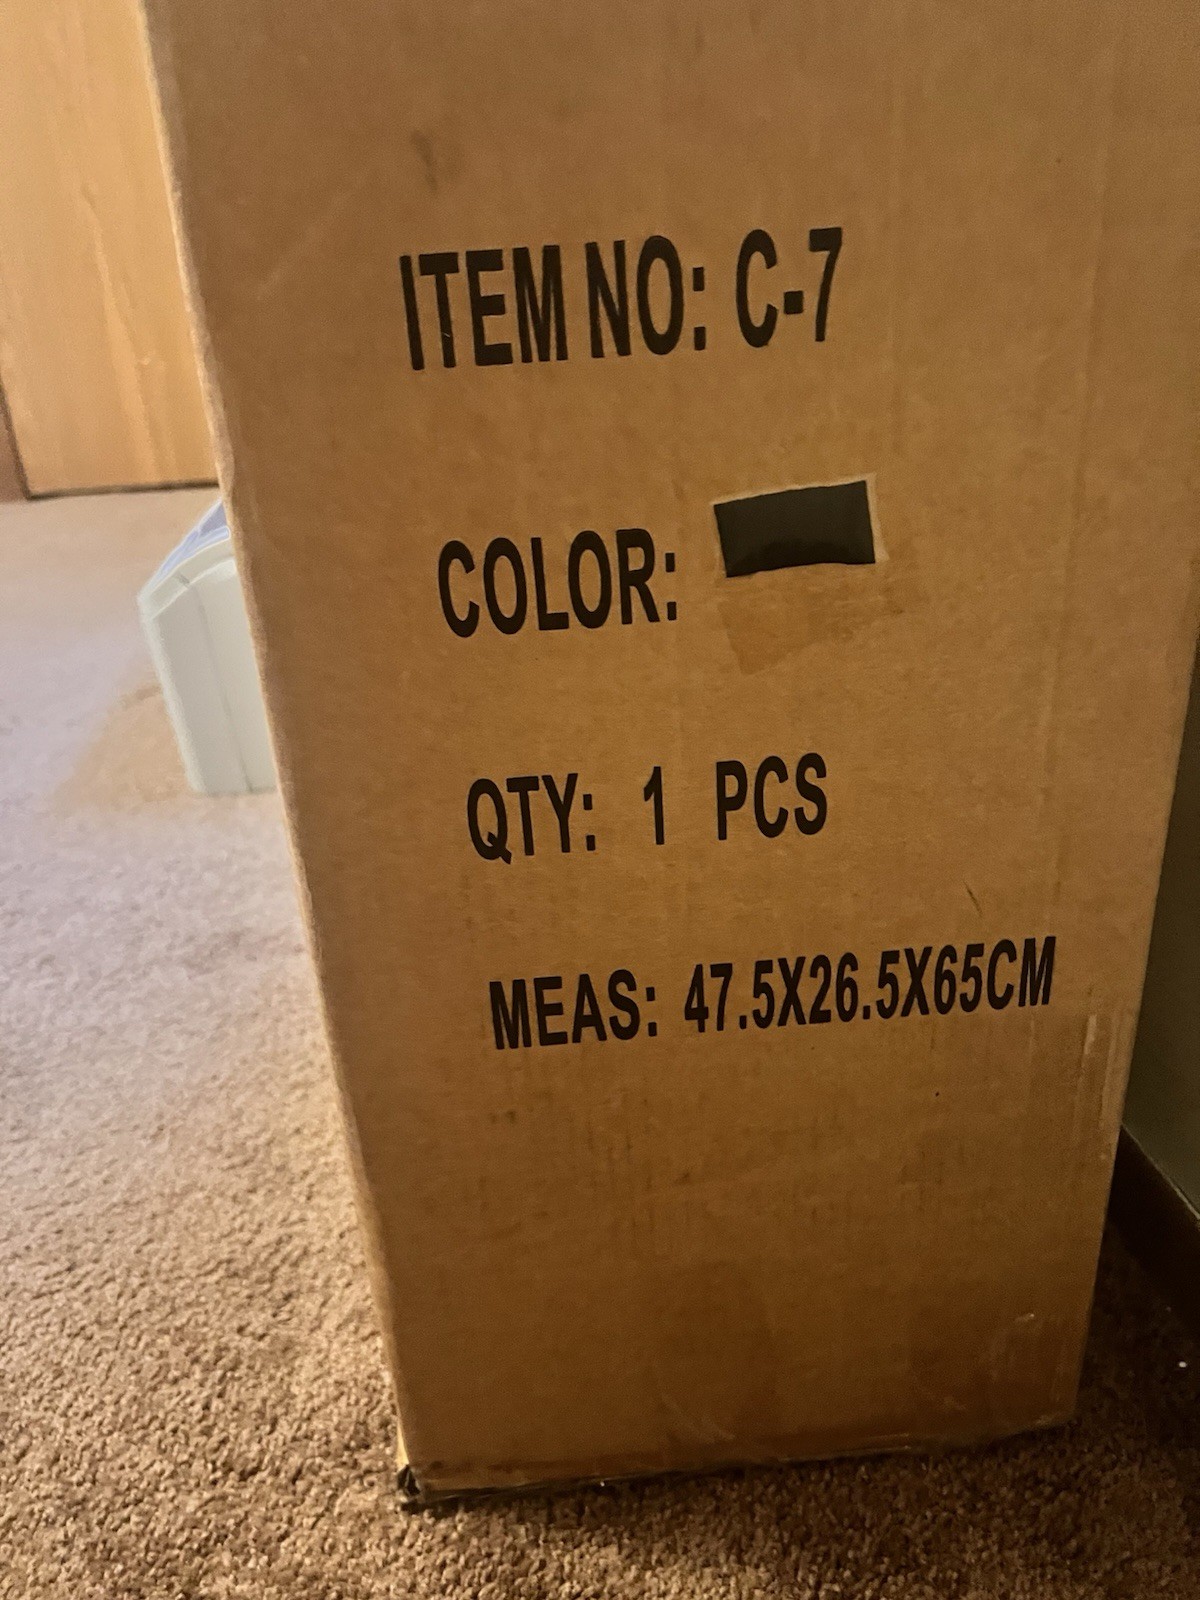 ITEM NO: C-7
COLOR:
QTY: 1 PCS
MEAS: 47.5X26.5X65CM